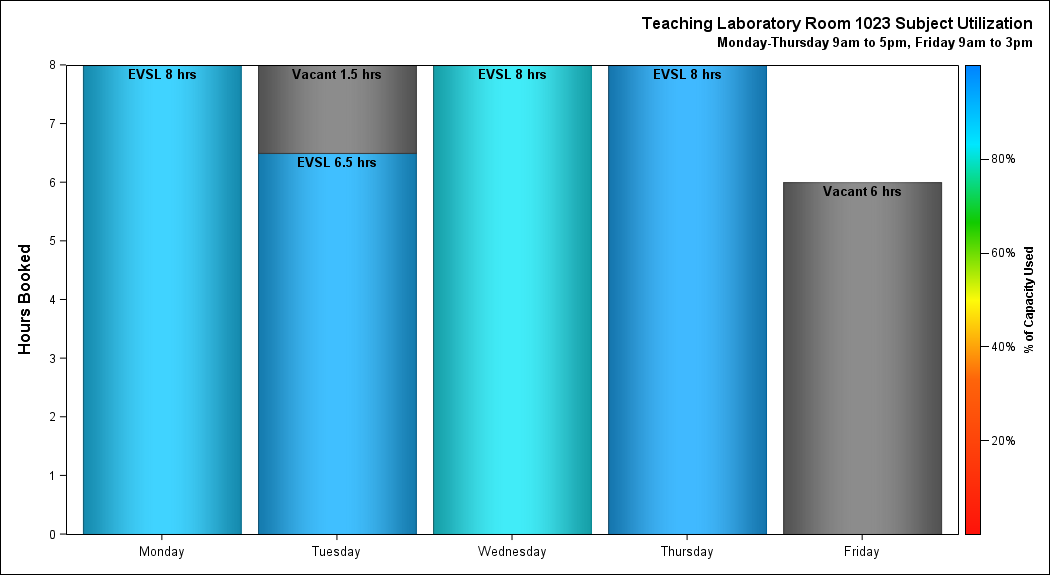 Teaching Laboratory Room 1023 Subject Utilization
Monday-Thursday 9am to 5pm, Friday 9am to 3pm
Hours Booked
8
7
6
5
4
3
2
1
0
EVSL 8 hrs
Vacant 1.5 hrs
EVSL 6.5 hrs
EVSL 8 hrs
EVSL 8 hrs
Vacant 6 hrs
Monday
Tuesday
Wednesday
Thursday
Friday
80%
60%
40%
20%
% of Capacity Used